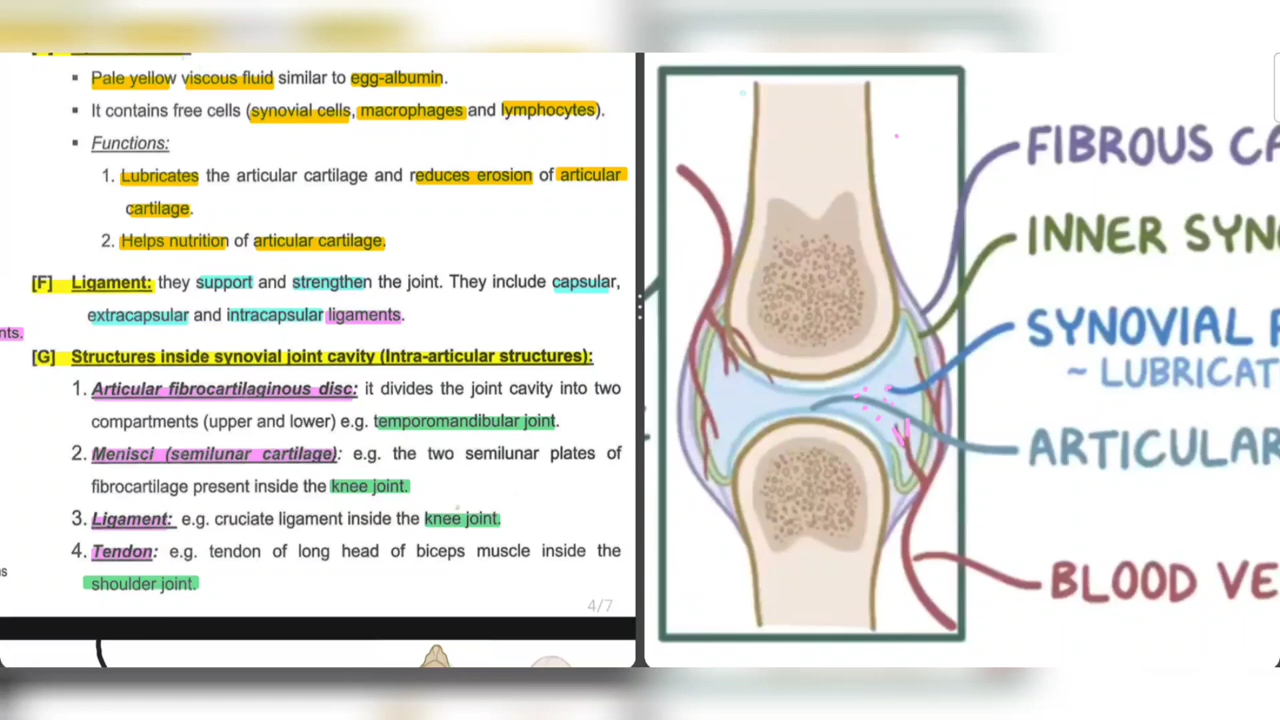 ▪ Pale yellow viscous fluid similar to egg-albumin.
▪ It contains free cells (synovial cells, macrophages and lymphocytes).
▪ Functions:
1. Lubricates the articular cartilage and reduces erosion of articular
cartilage.
2. Helps nutrition of articular cartilage.
[F] Ligament: they support and strengthen the joint. They include capsular,
extracapsular and intracapsular ligaments.
nts.
[G] Structures inside synovial joint cavity (Intra-articular structures):
1. Articular fibrocartilaginous disc: it divides the joint cavity into two
compartments (upper and lower) e.g. temporomandibular joint.
2. Menisci (semilunar cartilage): e.g. the two semilunar plates of
fibrocartilage present inside the knee joint.
3. Ligament: e.g. cruciate ligament inside the knee joint.
4. Tendon: e.g. tendon of long head of biceps muscle inside the
shoulder joint.
4/7
FIBROUS CA
INNER SYN
SYNOVIAL
~ LUBRICAT
ARTICULAR
BLOOD VE